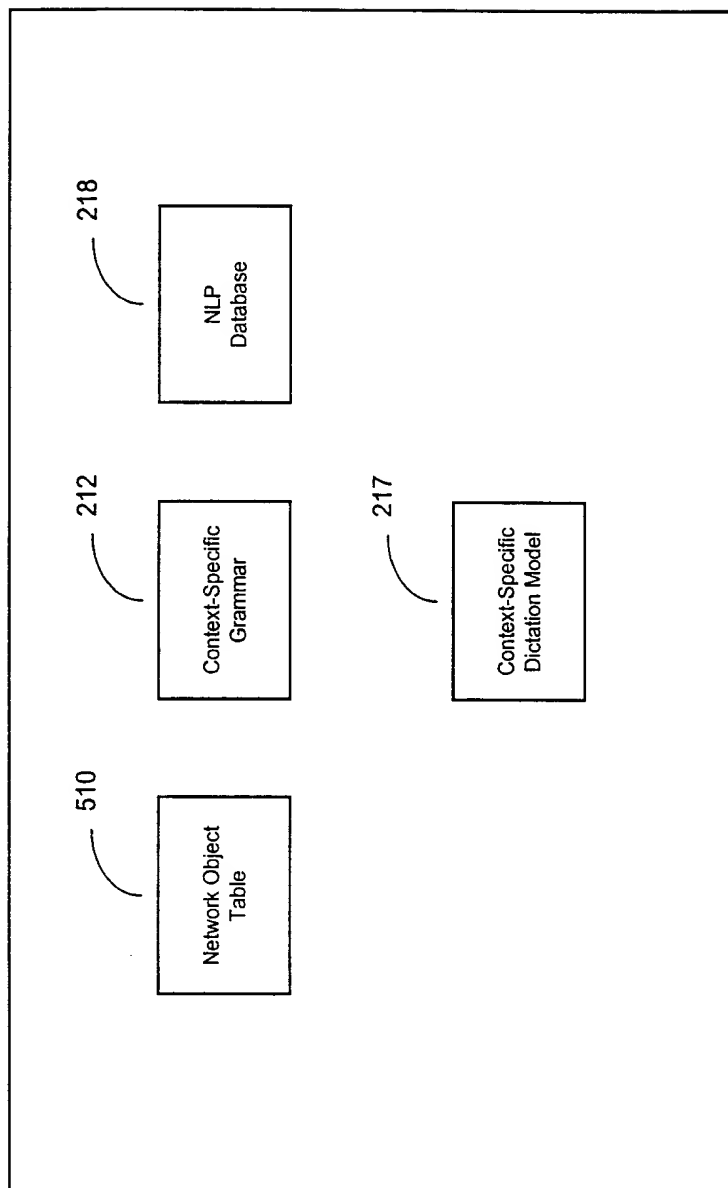 510
Network Object
Table
212
Context-Specific
Grammar
218
NLP
Database
217
Context-Specific
Dictation Model